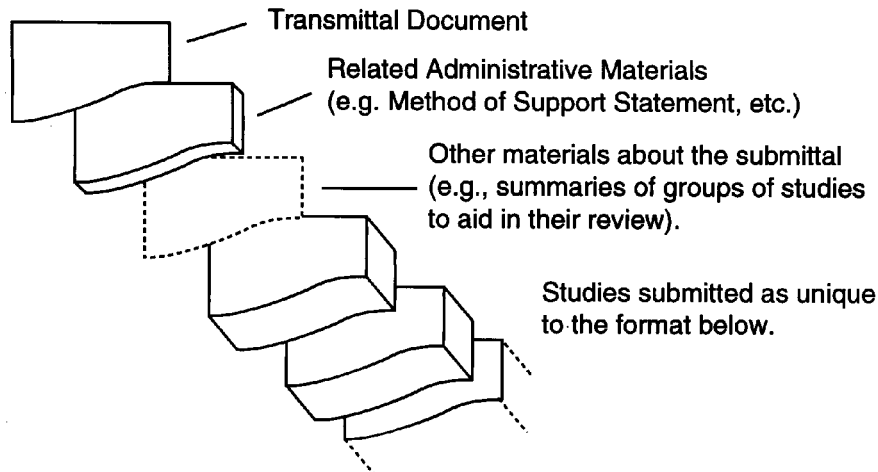 Transmittal Document
Related Administrative Materials
(e.g. Method of Support Statement, etc.)
Other materials about the submittal
(e.g., summaries of groups of studies
to aid in their review).
Studies submitted as unique
to the format below.